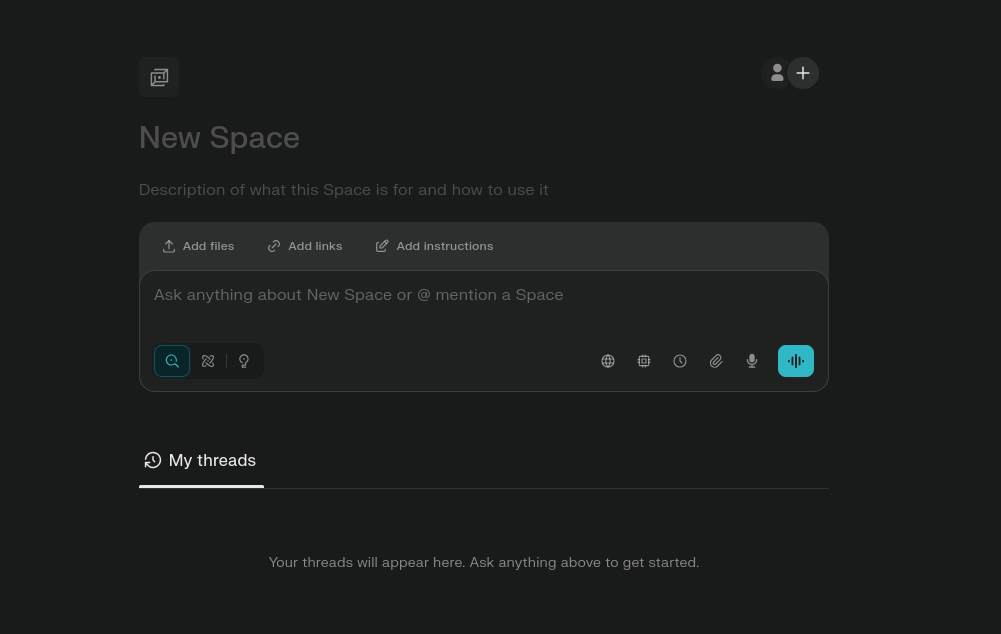 New Space
Description of what this Space is for and how to use it
Add files
Add links
Add instructions
Ask anything about New Space or @ mention a Space
My threads
Your threads will appear here. Ask anything above to get started.